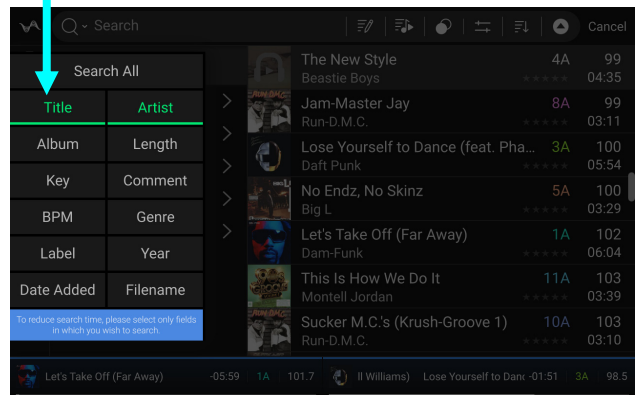 Search
Cancel
Search All
Title Artist
Album Length
Key Comment
BPM Genre
Label Year
Date Added Filename
To reduce search time, please select only fields
in which you wish to search.
The New Style 4A 99
Beastie Boys 04:35
Jam-Master Jay 8A 99
Run-D.M.C. 03:11
Lose Yourself to Dance (feat. Pha... 3A 100
Daft Punk 05:54
No Endz, No Skinz 5A 100
Big L 03:29
Let's Take Off (Far Away) 1A 102
Dam-Funk 06:04
This Is How We Do It 11A 103
Montell Jordan 03:39
Sucker M.C.'s (Krush-Groove 1) 10A 103
Run-D.M.C. 03:10
Let's Take Off (Far Away) -05:59 1A 101.7 ll Williams) Lose Yourself to Danc -01:51 3A 98.5